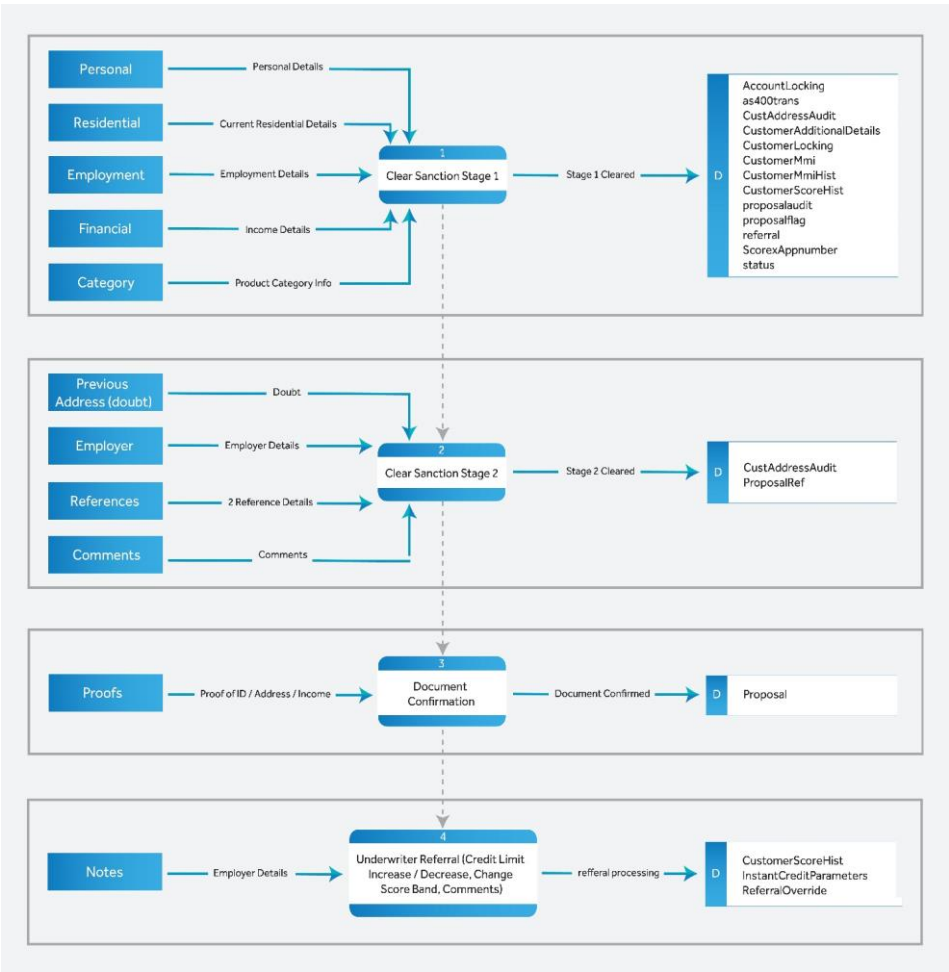 Personal
Personal Details
Residential
Current Residential Details
Employment
Employment Details
Financial
Income Details
Category
Product Category Info
1
Clear Sanction Stage 1
Stage 1 Cleared
D
AccountLocking
as400trans
CustAddressAudit
CustomerAdditionalDetails
CustomerLocking
CustomerMmi
CustomerMmiHist
CustomerScoreHist
proposalaudit
proposalflag
referral
ScorexAppnumber
status
Previous
Address (doubt)
Doubt
Employer
Employer Details
References
2 Reference Details
Comments
Comments
2
Clear Sanction Stage 2
Stage 2 Cleared
D
CustAddressAudit
ProposalRef
Proofs
Proof of ID / Address / Income
3
Document
Confirmation
Document Confirmed
D
Proposal
Notes
Employer Details
4
Underwriter Referral (Credit Limit
Increase / Decrease, Change
Score Band, Comments)
refferal processing
D
CustomerScoreHist
InstantCreditParameters
ReferralOverride